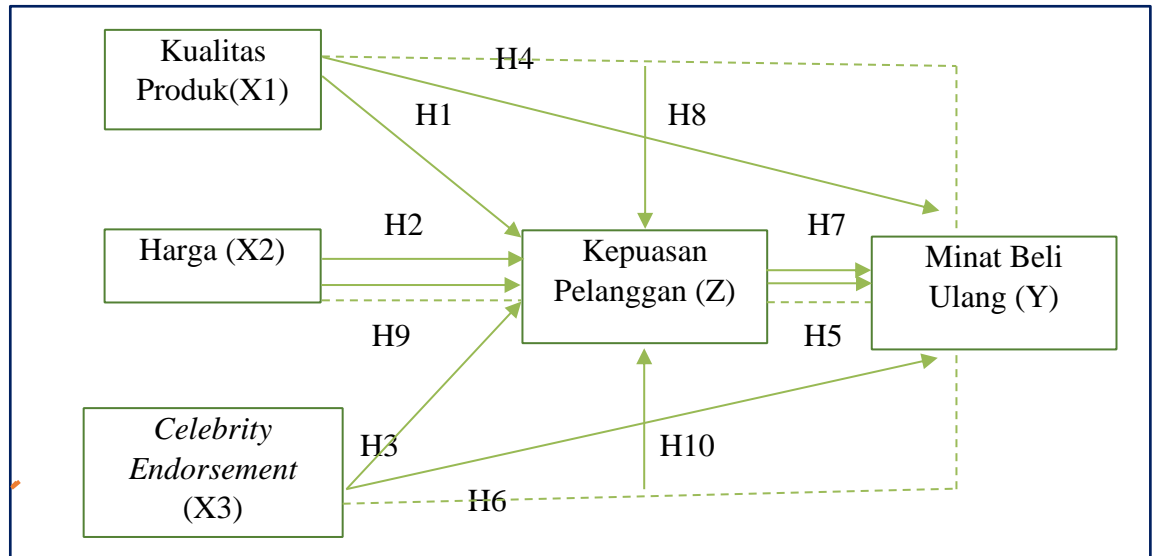 Kualitas
Produk(X1)
H4
H1
H8
Harga (X2)
H2
Kepuasan
Pelanggan (Z)
H7
Minat Beli
Ulang (Y)
H9
H5
Celebrity
Endorsement
(X3)
H3
H10
H6